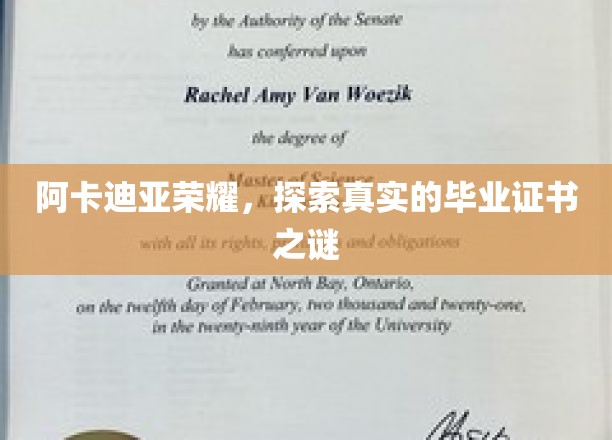 by the Authority of the Senate
has conferred upon
Rachel Amy Van Woezik
the degree of
Master of Science
阿卡迪亚荣耀，探索真实的毕业证书
之谜
with all its rights, and obligations
Granted at North Bay, Ontario,
on the twelfth day of February, two thousand and twenty-one,
in the twenty-ninth year of the University